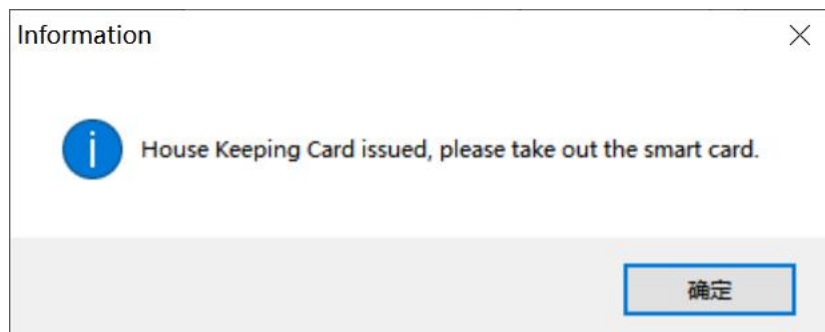 Information
House Keeping Card issued, please take out the smart card.
确定